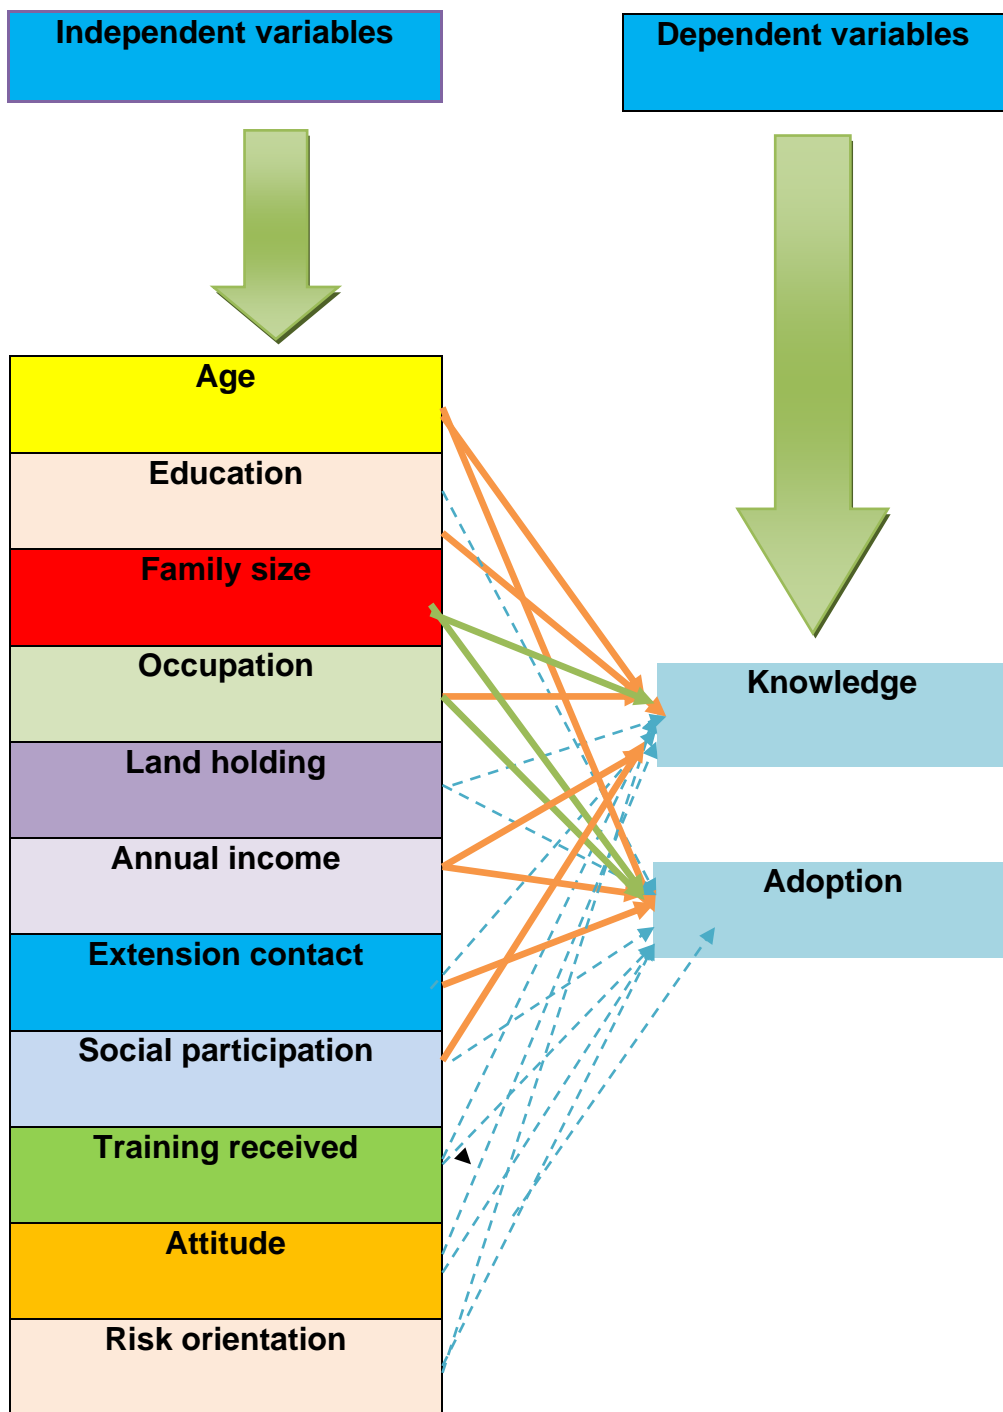 Independent variables
Dependent variables
Age
Education
Family size
Occupation
Land holding
Annual income
Extension contact
Social participation
Training received
Attitude
Risk orientation
Knowledge
Adoption